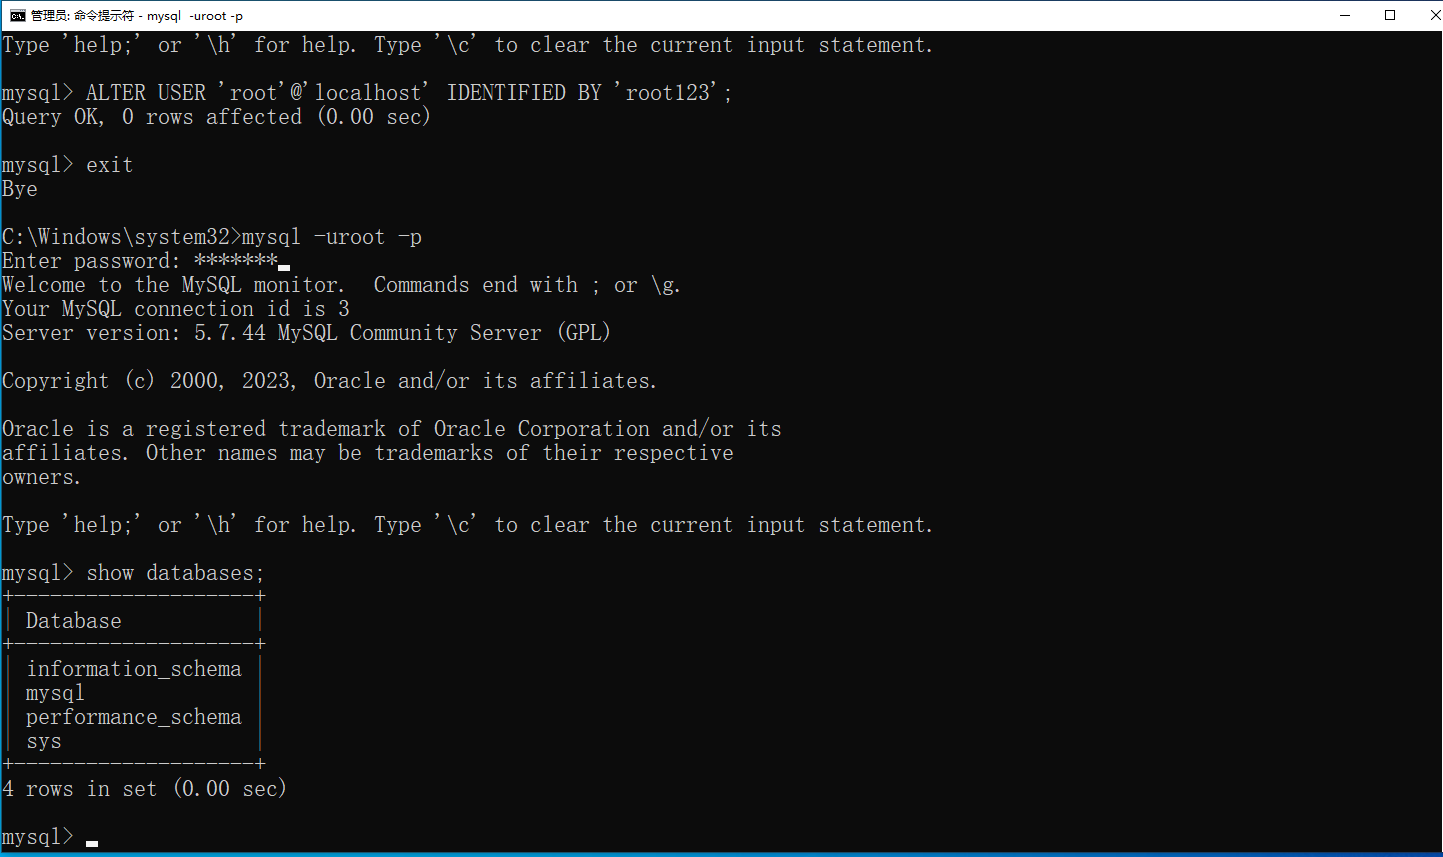 管理员: 命令提示符 - mysql  -uroot -p
Type 'help;' or '\h' for help. Type '\c' to clear the current input statement.
mysql> ALTER USER 'root'@'localhost' IDENTIFIED BY 'root123';
Query OK, 0 rows affected (0.00 sec)
mysql> exit
Bye
C:\Windows\system32>mysql -uroot -p
Enter password: *******
Welcome to the MySQL monitor.  Commands end with ; or \g.
Your MySQL connection id is 3
Server version: 5.7.44 MySQL Community Server (GPL)
Copyright (c) 2000, 2023, Oracle and/or its affiliates.
Oracle is a registered trademark of Oracle Corporation and/or its
affiliates. Other names may be trademarks of their respective
owners.
Type 'help;' or '\h' for help. Type '\c' to clear the current input statement.
mysql> show databases;
+--------------------+
| Database           |
+--------------------+
| information_schema |
| mysql              |
| performance_schema |
| sys                |
+--------------------+
4 rows in set (0.00 sec)
mysql>